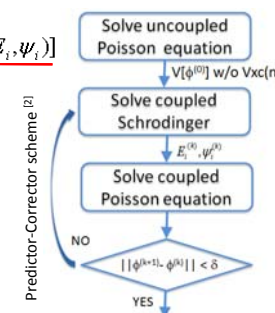 E_i,ψ_i)]
Solve uncoupled
Poisson equation
V[ϕ^(0)] w/o Vxc(n
Solve coupled
Schrodinger
E_i^(k),ψ_i^(k)
Solve coupled
Poisson equation
Predictor-Corrector scheme [2]
NO
||ϕ^(k+1)- ϕ^(k)|| < δ
YES